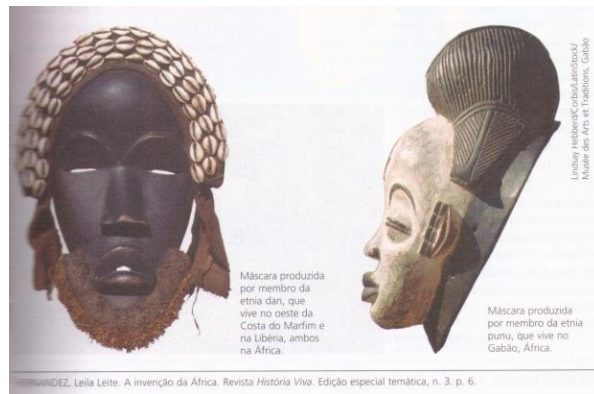 Máscara produzida
por membro da
etnia dan, que
vive no oeste da
Costa do Marfim e
na Libéria, ambos
na África.
Máscara produzida
por membro da etnia
punu, que vive no
Gabão, África.
Lindsay Hebberd/Corbis/LatinStock/
Musée des Arts et Traditions, Gabão
Leila Leite. A invenção da África. Revista História Viva. Edição especial temática, n. 3. p. 6.